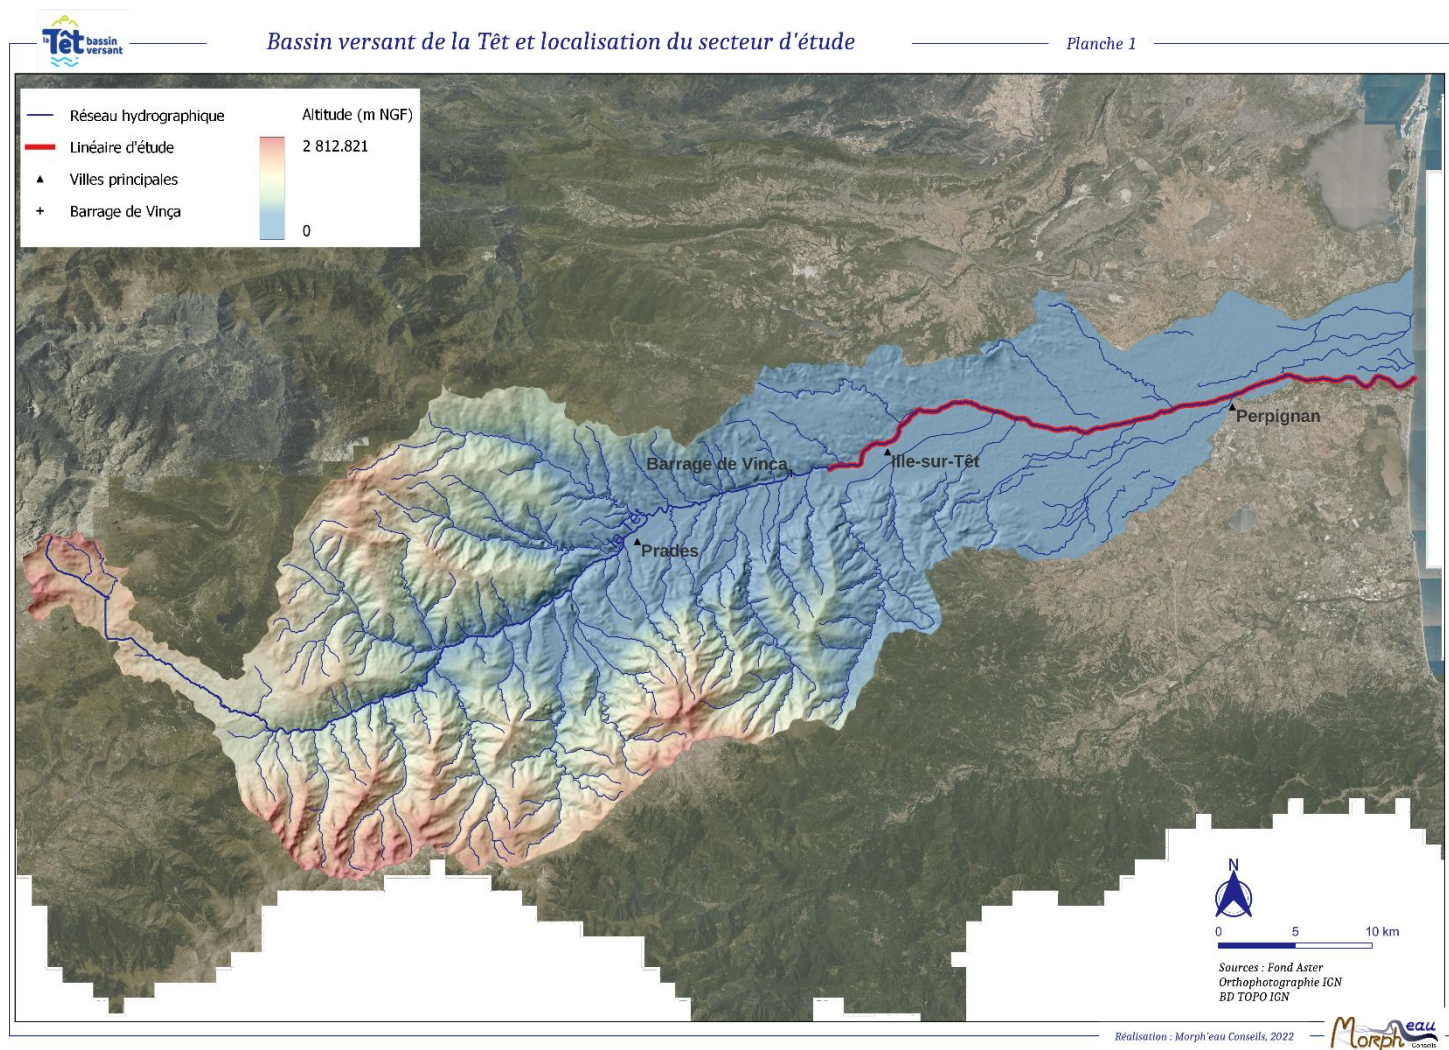 la Têt bassin
versant
Bassin versant de la Têt et localisation du secteur d'étude
Planche 1
Réseau hydrographique
Linéaire d'étude
Villes principales
Barrage de Vinça
Altitude (m NGF)
2 812.821
0
Perpignan
Ille-sur-Têt
Barrage de Vinça
Prades
N
0 5 10 km
Sources : Fond Aster
Orthophotographie IGN
BD TOPO IGN
Réalisation : Morph'eau Conseils, 2022
Morph'eau
Conseils